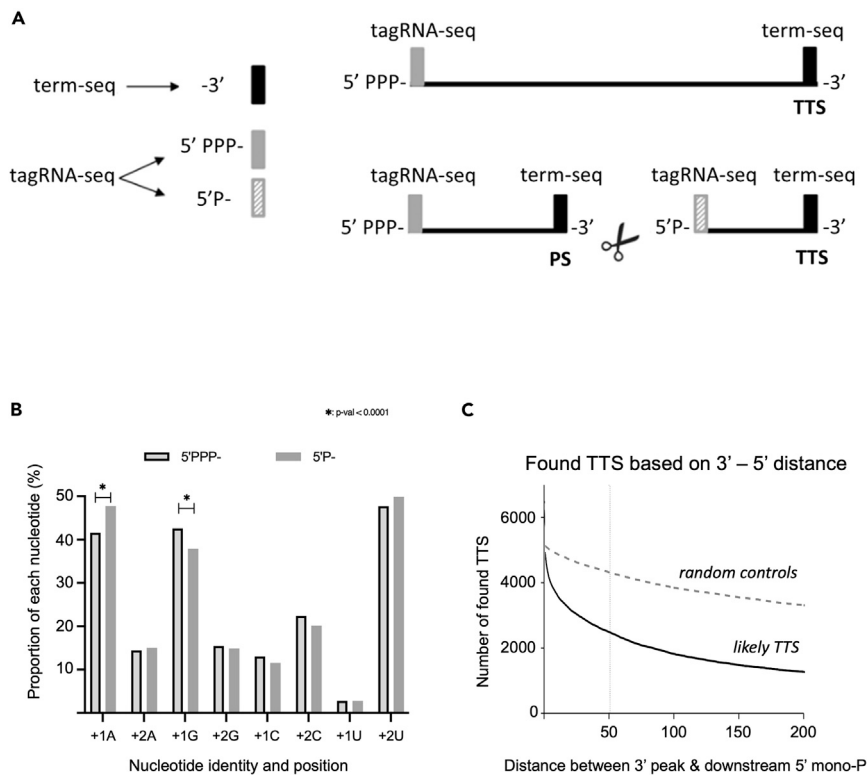 A
term-seq
-3'
5' PPP-
tagRNA-seq
5'P-
tagRNA-seq
term-seq
5' PPP-
-3'
TTS
tagRNA-seq
term-seq
5' PPP-
-3'
PS
tagRNA-seq
term-seq
5'P-
-3'
TTS
B
*: p-val < 0.0001
5'PPP-
5'P-
Proportion of each nucleotide (%)
50
40
30
20
10
*
*
+1A
+2A
+1G
+2G
+1C
+2C
+1U
+2U
Nucleotide identity and position
C
Found TTS based on 3' – 5' distance
Number of found TTS
6000
4000
2000
0
random controls
likely TTS
50
100
150
200
Distance between 3' peak & downstream 5' mono-P